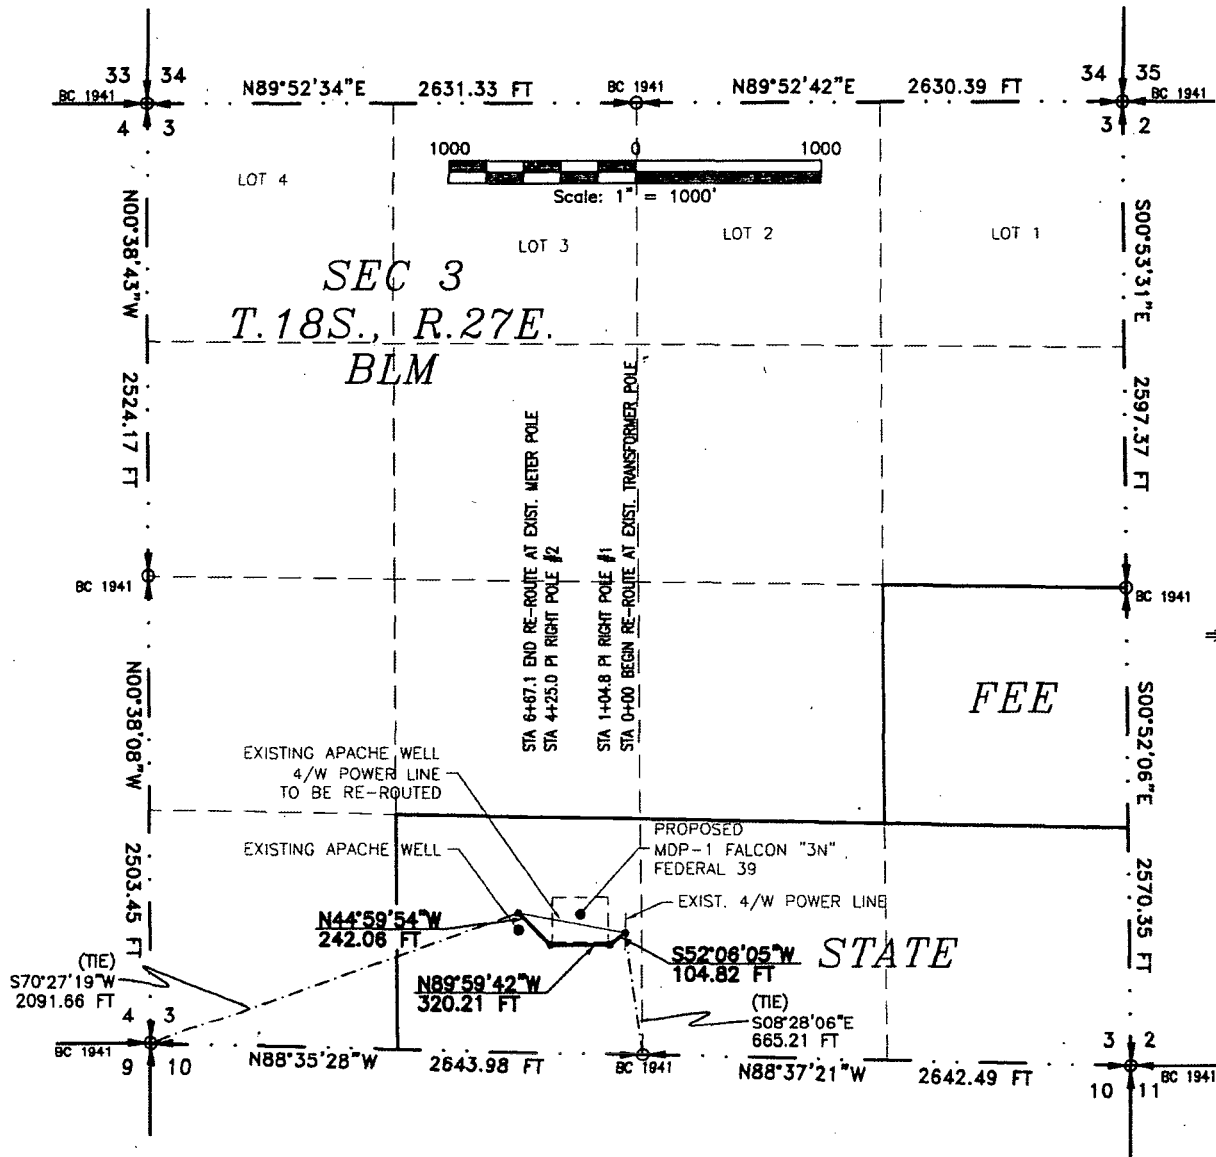 33 34
N89°52'34"E 2631.33 FT
BC 1941
N89°52'42"E 2630.39 FT
34 35
BC 1941
BC 1941
4 3
3 2
1000 0 1000
Scale: 1" = 1000'
LOT 4
LOT 3
LOT 2
LOT 1
N00°38'43"W 2524.17 FT
S00°53'31"E 2597.37 FT
SEC 3
T.18S., R.27E.
BLM
STA 6+67.1 END RE-ROUTE AT EXIST. METER POLE
STA 4+25.0 PI RIGHT POLE #2
STA 1+04.8 PI RIGHT POLE #1
STA 0+00 BEGIN RE-ROUTE AT EXIST. TRANSFORMER POLE
BC 1941
BC 1941
N00°38'08"W 2503.45 FT
S00°52'06"E 2570.35 FT
FEE
EXISTING APACHE WELL
4/W POWER LINE
TO BE RE-ROUTED
EXISTING APACHE WELL
PROPOSED
MDP-1 FALCON "3N"
FEDERAL 39
EXIST. 4/W POWER LINE
N44°59'54"W
242.06 FT
N89°59'42"W
320.21 FT
S52°06'05"W
104.82 FT
STATE
(TIE)
S70°27'19"W
2091.66 FT
(TIE)
S08°28'06"E
665.21 FT
4 3
BC 1941
9 10
N88°35'28"W 2643.98 FT
BC 1941
N88°37'21"W 2642.49 FT
3 2
BC 1941
10 11